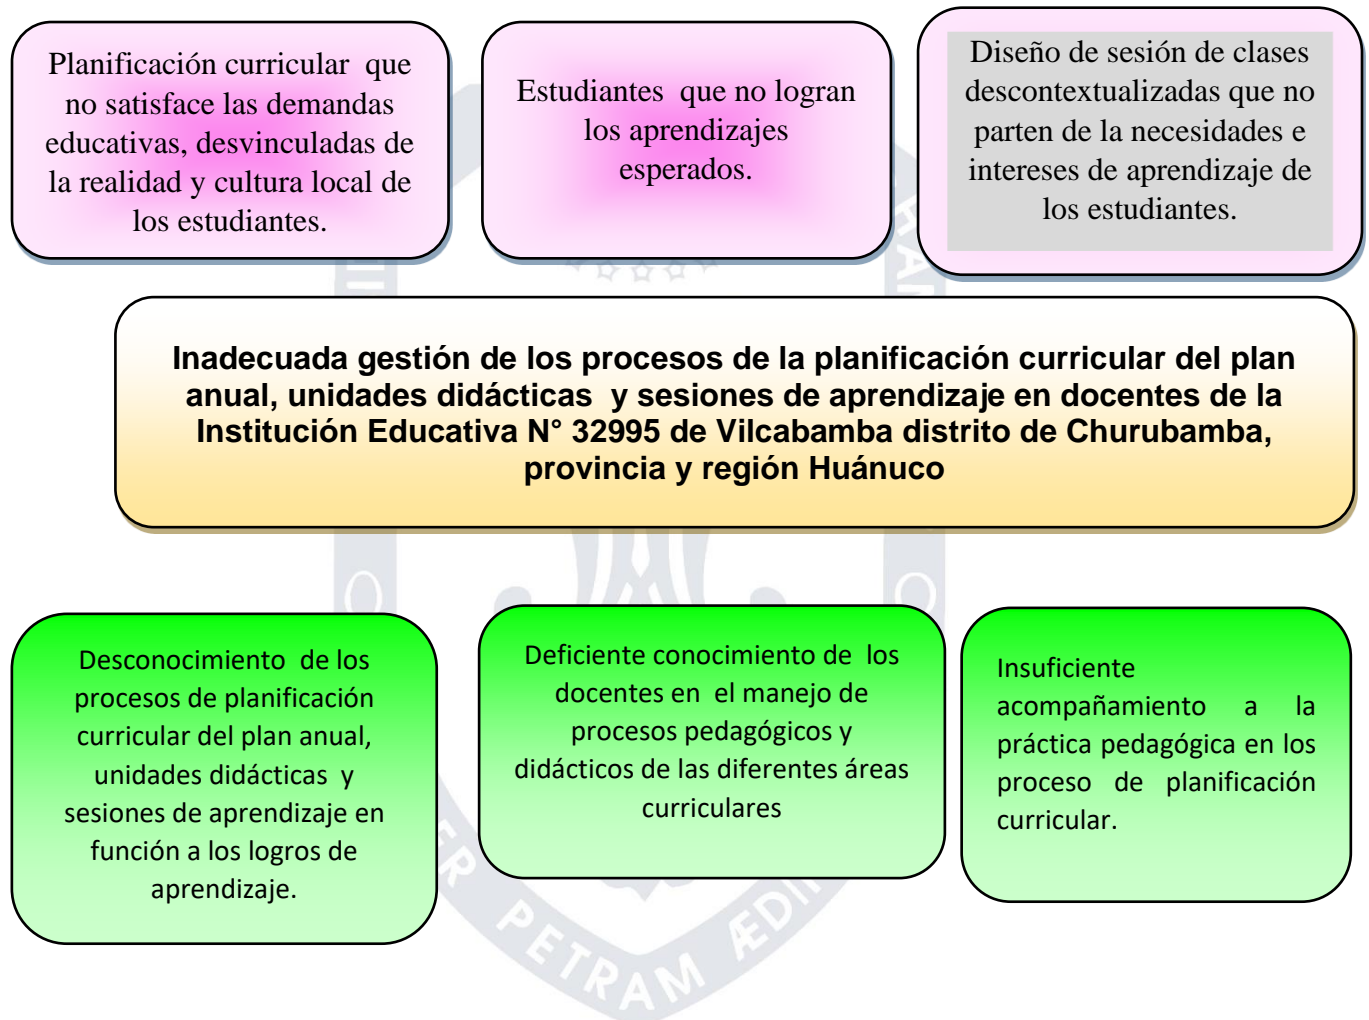 Planificación curricular que
no satisface las demandas
educativas, desvinculadas de
la realidad y cultura local de
los estudiantes.
Estudiantes que no logran
los aprendizajes
esperados.
Diseño de sesión de clases
descontextualizadas que no
parten de la necesidades e
intereses de aprendizaje de
los estudiantes.
Inadecuada gestión de los procesos de la planificación curricular del plan
anual, unidades didácticas y sesiones de aprendizaje en docentes de la
Institución Educativa N° 32995 de Vilcabamba distrito de Churubamba,
provincia y región Huánuco
Desconocimiento de los
procesos de planificación
curricular del plan anual,
unidades didácticas y
sesiones de aprendizaje en
función a los logros de
aprendizaje.
Deficiente conocimiento de los
docentes en el manejo de
procesos pedagógicos y
didácticos de las diferentes áreas
curriculares
Insuficiente
acompañamiento a la
práctica pedagógica en los
proceso de planificación
curricular.
PETRAM